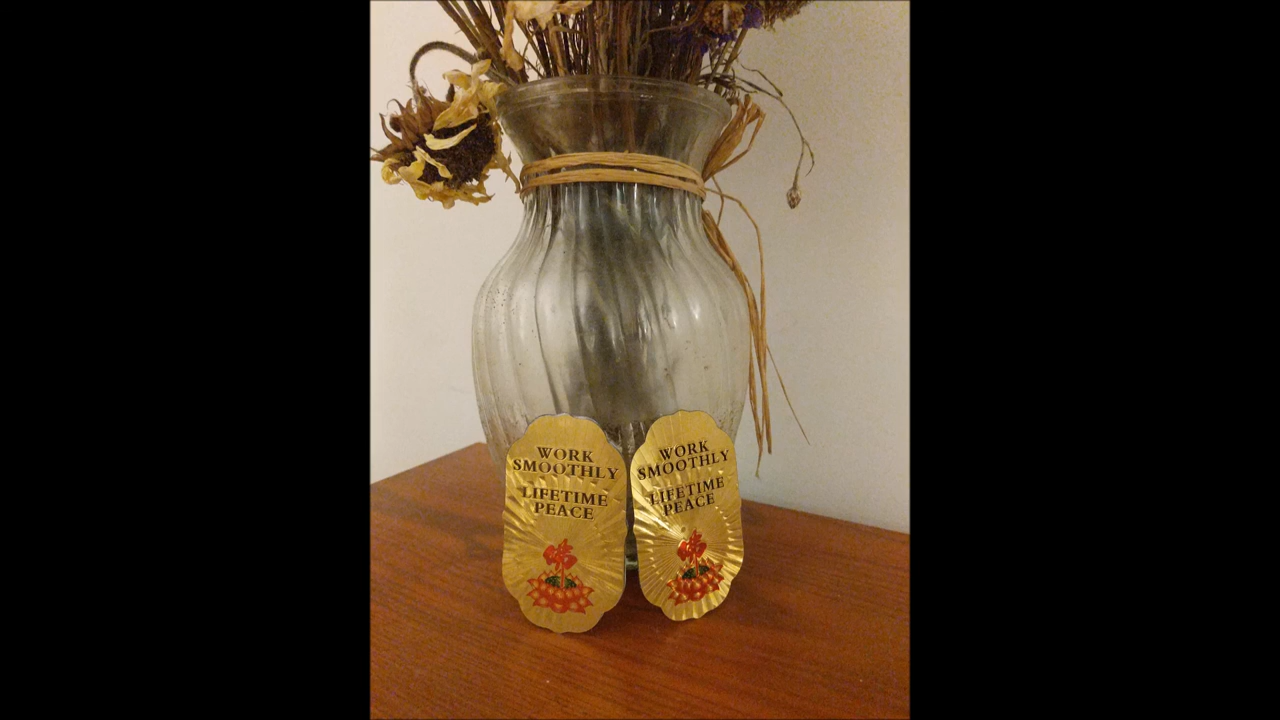 WORK
SMOOTHLY
LIFETIME
PEACE
佛
WORK
SMOOTHLY
LIFETIME
PEACE
佛